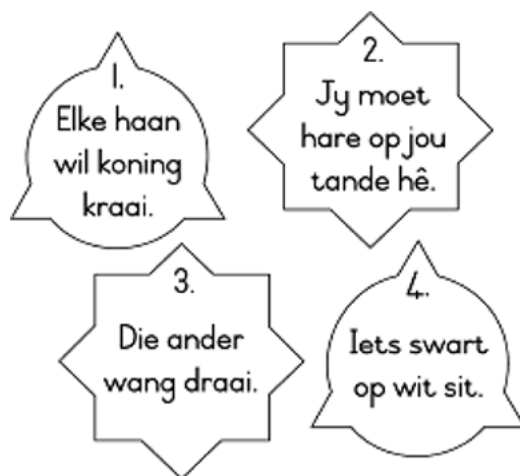 1.
Elke haan
wil koning
kraai.
2.
Jy moet
hare op jou
tande hê.
3.
Die ander
wang draai.
4.
Iets swart
op wit sit.